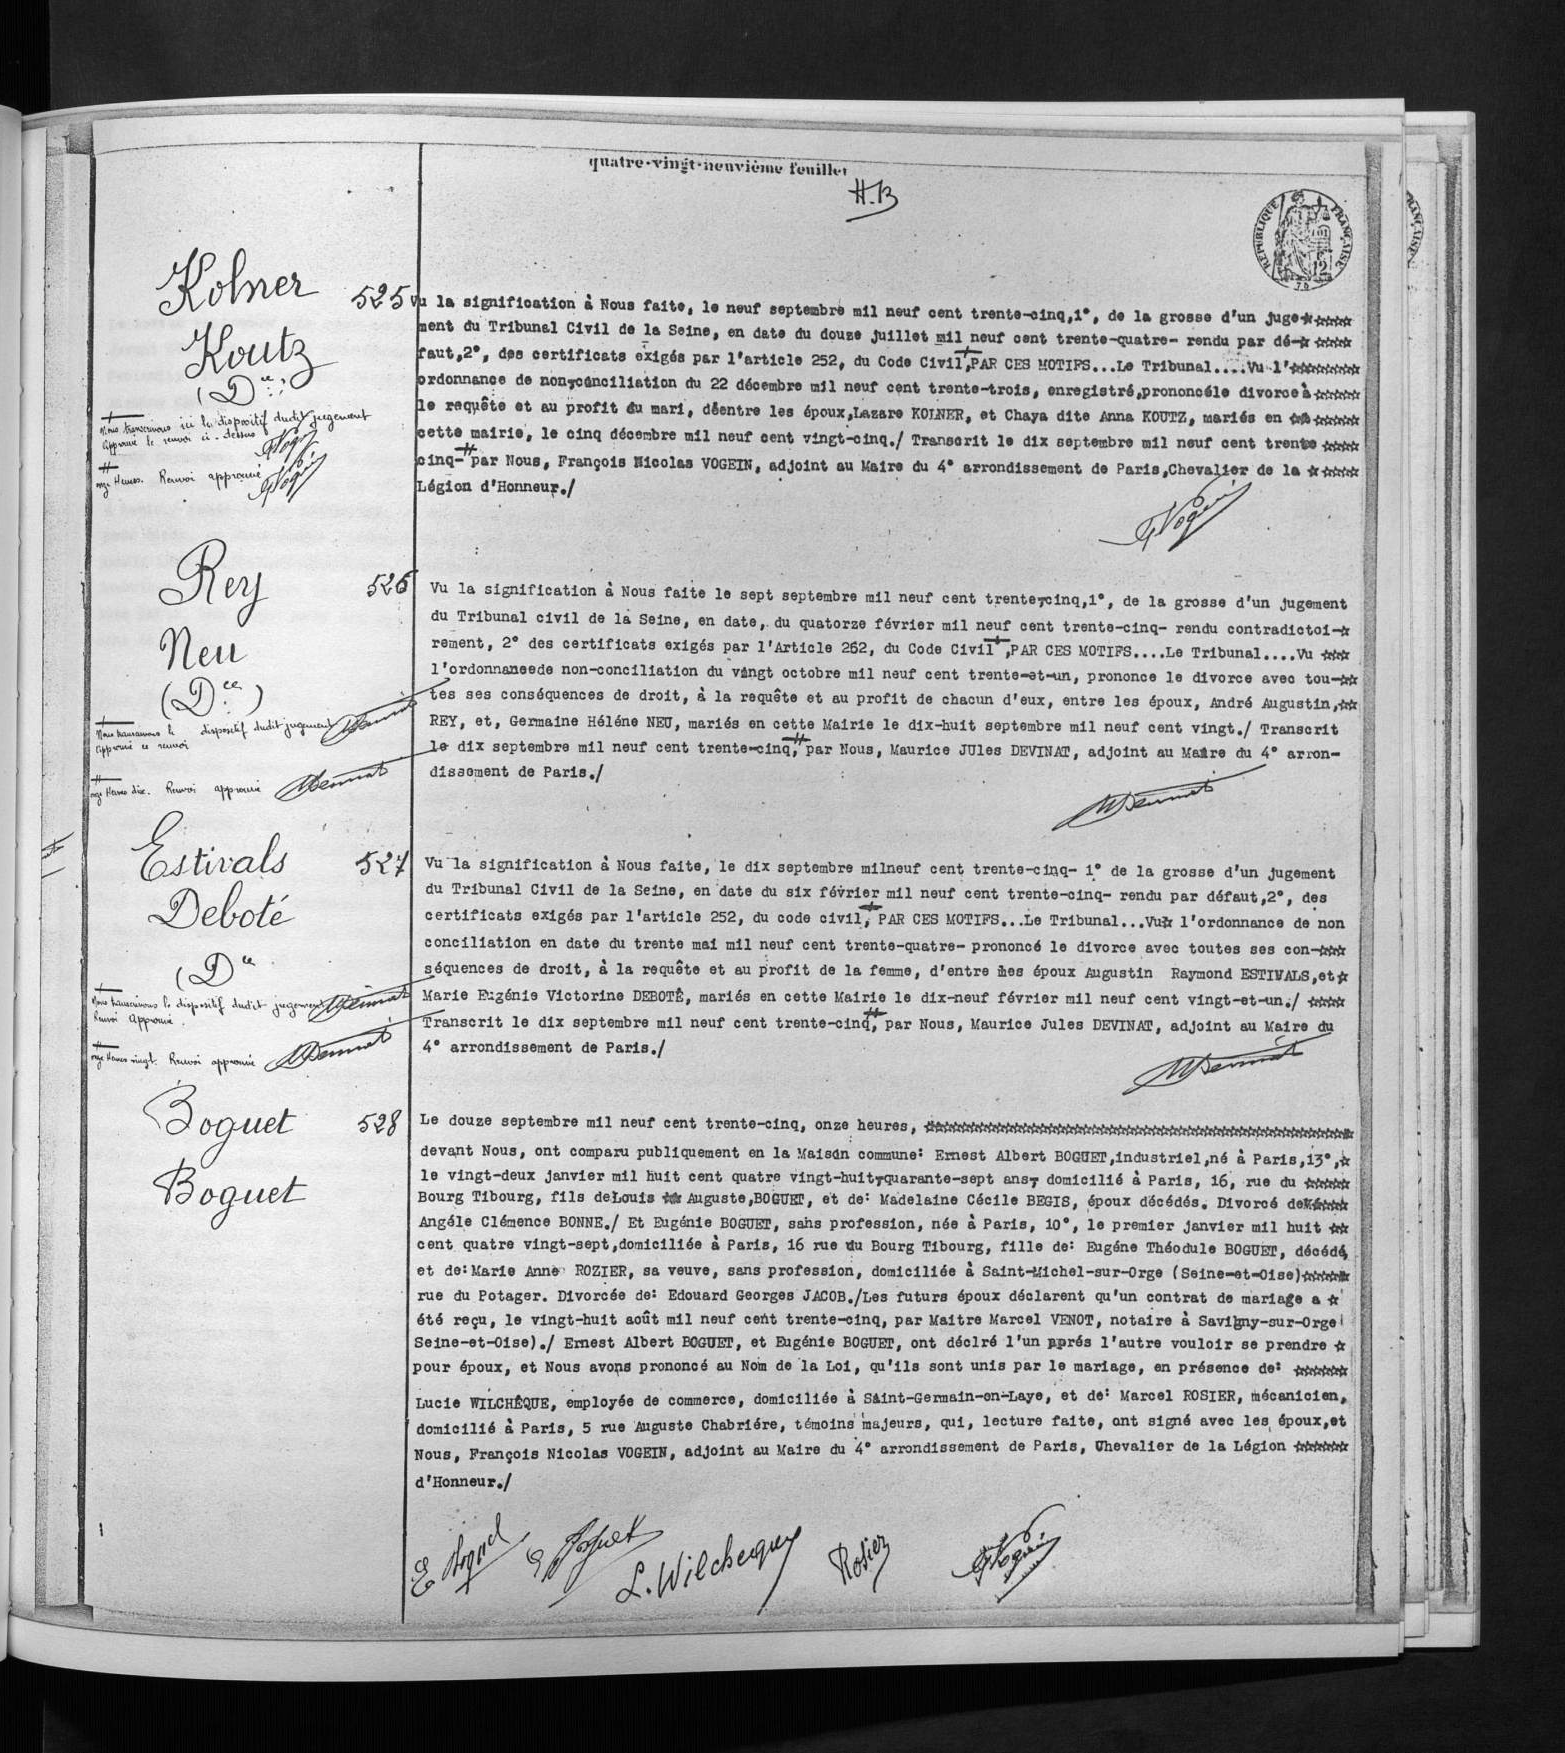 quatre-vingt-neuvième feuillet
H.B
RÉPUBLIQUE FRANÇAISE
Kolner
Koutz
(Dce)
Nous transcrivons ici le dispositif dudit jugement
Approuvé le renvoi ci-dessus
onze Heures. Renvoi approuvé
525
Vu la signification à Nous faite, le neuf septembre mil neuf cent trente-cinq,1°, de la grosse d'un juge-
ment du Tribunal Civil de la Seine, en date du douze juillet mil neuf cent trente-quatre- rendu par dé-
faut,2°, des certificats exigés par l'article 252, du Code Civil,PAR CES MOTIFS...Le Tribunal....Vu l'
ordonnance de non-conciliation du 22 décembre mil neuf cent trente-trois, enregistré,prononcéle divorce à
le requête et au profit du mari, déentre les époux,Lazare KOLNER, et Chaya dite Anna KOUTZ, mariés en
cette mairie, le cinq décembre mil neuf cent vingt-cinq./ Transcrit le dix septembre mil neuf cent trente
cinq- par Nous, François Nicolas VOGEIN, adjoint au Maire du 4° arrondissement de Paris,Chevalier de la
Légion d'Honneur./
Rey
Neu
(Dce)
Nous transcrivons le dispositif dudit jugement
Approuvé ce renvoi
onze Heures dix. Renvoi approuvé
526
Vu la signification à Nous faite le sept septembre mil neuf cent trente-cinq,1°, de la grosse d'un jugement
du Tribunal civil de la Seine, en date, du quatorze février mil neuf cent trente-cinq- rendu contradictoi-
rement, 2° des certificats exigés par l'Article 262, du Code Civil ,PAR CES MOTIFS....Le Tribunal....Vu
l'ordonnaneede non-conciliation du vingt octobre mil neuf cent trente-et-un, prononce le divorce avec tou-
tes ses conséquences de droit, à la requête et au profit de chacun d'eux, entre les époux, André Augustin,
REY, et, Germaine Héléne NEU, mariés en cette Mairie le dix-huit septembre mil neuf cent vingt./ Transcrit
le dix septembre mil neuf cent trente-cinq, par Nous, Maurice JUles DEVINAT, adjoint au Maire du 4° arron-
dissement de Paris./
Estivals
Deboté
(Dce
Nous transcrivons le dispositif dudit jugement
Renvoi Approuvé.
onze Heures vingt. Renvoi approuvé
527
Vu la signification à Nous faite, le dix septembre milneuf cent trente-cinq- 1° de la grosse d'un jugement
du Tribunal Civil de la Seine, en date du six février mil neuf cent trente-cinq- rendu par défaut,2°, des
certificats exigés par l'article 252, du code civil, PAR CES MOTIFS...Le Tribunal...Vu l'ordonnance de non
conciliation en date du trente mai mil neuf cent trente-quatre- prononcé le divorce avec toutes ses con-
séquences de droit, à la requête et au profit de la femme, d'entre les époux Augustin Raymond ESTIVALS,et
Marie Eugénie Victorine DEBOTÊ, mariés en cette Mairie le dix-neuf février mil neuf cent vingt-et-un./
Transcrit le dix septembre mil neuf cent trente-cinq, par Nous, Maurice Jules DEVINAT, adjoint au Maire du
4° arrondissement de Paris./
Boguet
Boguet
528
Le douze septembre mil neuf cent trente-cinq, onze heures,
devant Nous, ont comparu publiquement en la Maison commune: Ernest Albert BOGUET,industriel,né à Paris,13°,
le vingt-deux janvier mil huit cent quatre vingt-huit-quarante-sept ans- domicilié à Paris, 16, rue du
Bourg Tibourg, fils deLouis Auguste,BOGUET, et de: Madelaine Cécile BEGIS, époux décédés. Divorcé de
Angéle Clémence BONNE./ Et Eugénie BOGUET, sans profession, née à Paris, 10°, le premier janvier mil huit
cent quatre vingt-sept,domiciliée à Paris, 16 rue du Bourg Tibourg, fille de: Eugéne Théodule BOGUET, décédé,
et de:Marie Anne ROZIER, sa veuve, sans profession, domiciliée à Saint-Michel-sur-Orge (Seine-et-Oise)
rue du Potager. Divorcée de: Edouard Georges JACOB./Les futurs époux déclarent qu'un contrat de mariage a
été reçu, le vingt-huit août mil neuf cent trente-cinq, par Maitre Marcel VENOT, notaire à Savigny-sur-Orge
Seine-et-Oise)./ Ernest Albert BOGUET, et Eugénie BOGUET, ont déclré l'un aprés l'autre vouloir se prendre
pour époux, et Nous avons prononcé au Nom de la Loi, qu'ils sont unis par le mariage, en présence de:
Lucie WILCHÊQUE, employée de commerce, domiciliée à Saint-Germain-en-Laye, et de: Marcel ROSIER, mécanicien,
domicilié à Paris, 5 rue Auguste Chabriére, témoins majeurs, qui, lecture faite, ont signé avec les époux,et
Nous, François Nicolas VOGEIN, adjoint au Maire du 4° arrondissement de Paris, Chevalier de la Légion
d'Honneur./
E Boguet E Boguet L. Wilcheque Rosier